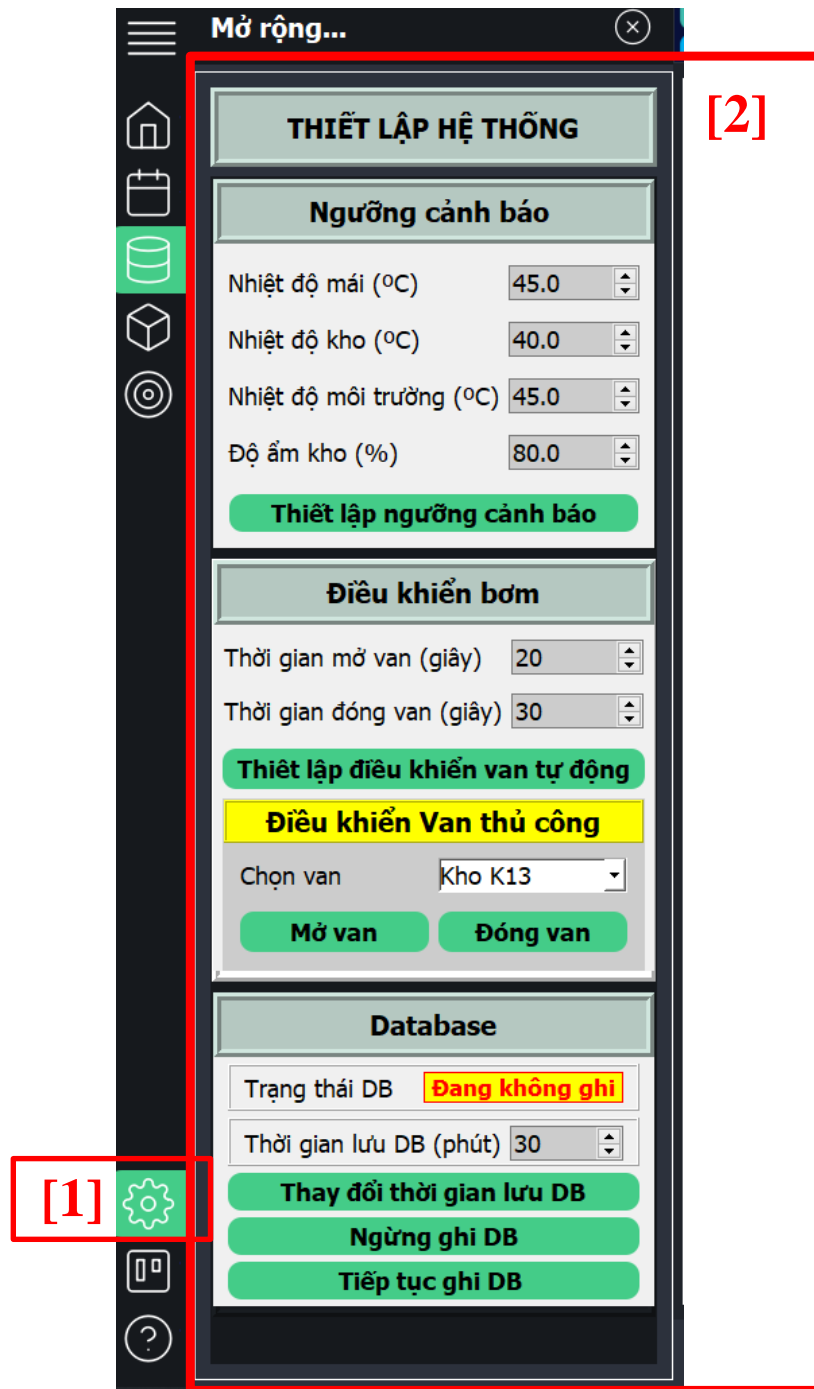 Mở rộng...
[2]
THIẾT LẬP HỆ THỐNG
Ngưỡng cảnh báo
Nhiệt độ mái (ºC) 45.0
Nhiệt độ kho (ºC) 40.0
Nhiệt độ môi trường (ºC) 45.0
Độ ẩm kho (%) 80.0
Thiết lập ngưỡng cảnh báo
Điều khiển bơm
Thời gian mở van (giây) 20
Thời gian đóng van (giây) 30
Thiêt lập điều khiển van tự động
Điều khiển Van thủ công
Chọn van Kho K13
Mở van Đóng van
Database
Trạng thái DB Đang không ghi
Thời gian lưu DB (phút) 30
[1]
Thay đổi thời gian lưu DB
Ngừng ghi DB
Tiếp tục ghi DB
?